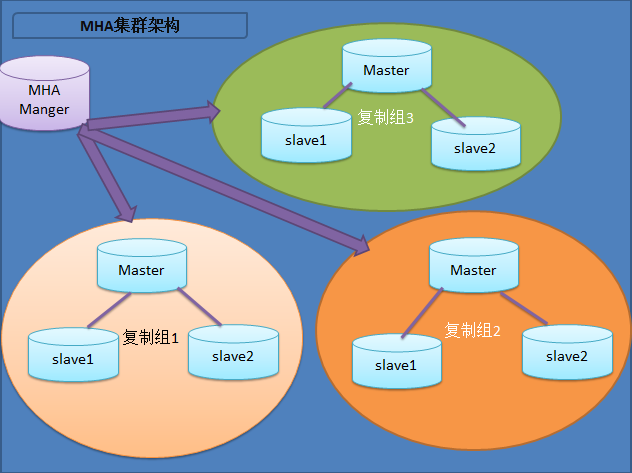 MHA集群架构
MHA
Manger
Master
slave1
复制组3
slave2
Master
slave1
复制组1
slave2
Master
slave1
复制组2
slave2